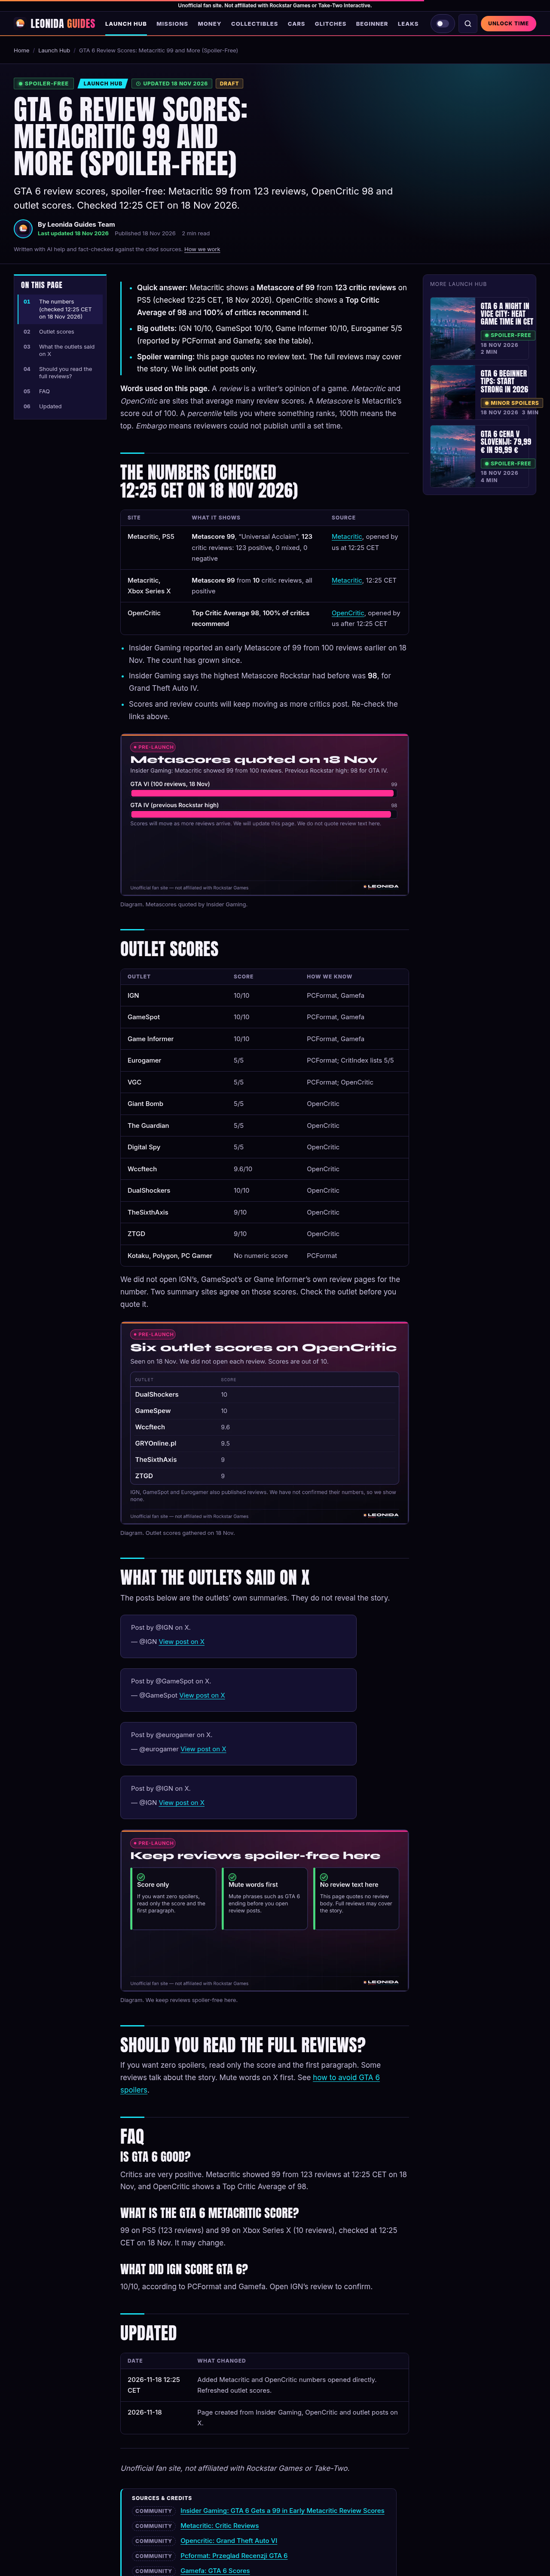 Unofficial fan site. Not affiliated with Rockstar Games or Take-Two Interactive.
LEONIDA GUIDES
LAUNCH HUB MISSIONS MONEY COLLECTIBLES CARS GLITCHES BEGINNER LEAKS
UNLOCK TIME
Home / Launch Hub / GTA 6 Review Scores: Metacritic 99 and More (Spoiler-Free)
SPOILER-FREE LAUNCH HUB UPDATED 18 NOV 2026 DRAFT
GTA 6 REVIEW SCORES:
METACRITIC 99 AND
MORE (SPOILER-FREE)
GTA 6 review scores, spoiler-free: Metacritic 99 from 123 reviews, OpenCritic 98 and
outlet scores. Checked 12:25 CET on 18 Nov 2026.
By Leonida Guides Team
Last updated 18 Nov 2026 Published 18 Nov 2026 2 min read
Written with AI help and fact-checked against the cited sources. How we work
ON THIS PAGE
01 The numbers
(checked 12:25 CET
on 18 Nov 2026)
02 Outlet scores
03 What the outlets said
on X
04 Should you read the
full reviews?
05 FAQ
06 Updated
Quick answer: Metacritic shows a Metascore of 99 from 123 critic reviews on
PS5 (checked 12:25 CET, 18 Nov 2026). OpenCritic shows a Top Critic
Average of 98 and 100% of critics recommend it.
Big outlets: IGN 10/10, GameSpot 10/10, Game Informer 10/10, Eurogamer 5/5
(reported by PCFormat and Gamefa; see the table).
Spoiler warning: this page quotes no review text. The full reviews may cover
the story. We link outlet posts only.
Words used on this page. A review is a writer's opinion of a game. Metacritic and
OpenCritic are sites that average many review scores. A Metascore is Metacritic's
score out of 100. A percentile tells you where something ranks, 100th means the
top. Embargo means reviewers could not publish until a set time.
MORE LAUNCH HUB
GTA 6 A NIGHT IN
VICE CITY: HEAT
GAME TIME IN CET
SPOILER-FREE
18 NOV 2026
2 MIN
GTA 6 BEGINNER
TIPS: START
STRONG IN 2026
MINOR SPOILERS
18 NOV 2026 3 MIN
GTA 6 CENA V
SLOVENIJI: 79,99
€ IN 99,99 €
SPOILER-FREE
18 NOV 2026
4 MIN
THE NUMBERS (CHECKED
12:25 CET ON 18 NOV 2026)
SITE WHAT IT SHOWS SOURCE
Metacritic, PS5 Metascore 99, "Universal Acclaim", 123 critic reviews: 123 positive, 0 mixed, 0 negative Metacritic, opened by us at 12:25 CET
Metacritic, Xbox Series X Metascore 99 from 10 critic reviews, all positive Metacritic, 12:25 CET
OpenCritic Top Critic Average 98, 100% of critics recommend OpenCritic, opened by us after 12:25 CET
Insider Gaming reported an early Metascore of 99 from 100 reviews earlier on 18
Nov. The count has grown since.
Insider Gaming says the highest Metascore Rockstar had before was 98, for
Grand Theft Auto IV.
Scores and review counts will keep moving as more critics post. Re-check the
links above.
PRE-LAUNCH
Metascores quoted on 18 Nov
Insider Gaming: Metacritic showed 99 from 100 reviews. Previous Rockstar high: 98 for GTA IV.
GTA VI (100 reviews, 18 Nov) 99
GTA IV (previous Rockstar high) 98
Scores will move as more reviews arrive. We will update this page. We do not quote review text here.
Unofficial fan site — not affiliated with Rockstar Games
LEONIDA
Diagram. Metascores quoted by Insider Gaming.
OUTLET SCORES
OUTLET SCORE HOW WE KNOW
IGN 10/10 PCFormat, Gamefa
GameSpot 10/10 PCFormat, Gamefa
Game Informer 10/10 PCFormat, Gamefa
Eurogamer 5/5 PCFormat; CritIndex lists 5/5
VGC 5/5 PCFormat; OpenCritic
Giant Bomb 5/5 OpenCritic
The Guardian 5/5 OpenCritic
Digital Spy 5/5 OpenCritic
Wccftech 9.6/10 OpenCritic
DualShockers 10/10 OpenCritic
TheSixthAxis 9/10 OpenCritic
ZTGD 9/10 OpenCritic
Kotaku, Polygon, PC Gamer No numeric score PCFormat
We did not open IGN's, GameSpot's or Game Informer's own review pages for the
number. Two summary sites agree on those scores. Check the outlet before you
quote it.
PRE-LAUNCH
Six outlet scores on OpenCritic
Seen on 18 Nov. We did not open each review. Scores are out of 10.
OUTLET SCORE
DualShockers 10
GameSpew 10
Wccftech 9.6
GRYOnline.pl 9.5
TheSixthAxis 9
ZTGD 9
IGN, GameSpot and Eurogamer also published reviews. We have not confirmed their numbers, so we show
none.
Unofficial fan site — not affiliated with Rockstar Games
LEONIDA
Diagram. Outlet scores gathered on 18 Nov.
WHAT THE OUTLETS SAID ON X
The posts below are the outlets' own summaries. They do not reveal the story.
Post by @IGN on X.
— @IGN View post on X
Post by @GameSpot on X.
— @GameSpot View post on X
Post by @eurogamer on X.
— @eurogamer View post on X
Post by @IGN on X.
— @IGN View post on X
PRE-LAUNCH
Keep reviews spoiler-free here
Score only
If you want zero spoilers,
read only the score and the
first paragraph.
Mute words first
Mute phrases such as GTA 6
ending before you open
review posts.
No review text here
This page quotes no review
body. Full reviews may cover
the story.
Unofficial fan site — not affiliated with Rockstar Games
LEONIDA
Diagram. We keep reviews spoiler-free here.
SHOULD YOU READ THE FULL REVIEWS?
If you want zero spoilers, read only the score and the first paragraph. Some
reviews talk about the story. Mute words on X first. See how to avoid GTA 6
spoilers.
FAQ
IS GTA 6 GOOD?
Critics are very positive. Metacritic showed 99 from 123 reviews at 12:25 CET on 18
Nov, and OpenCritic shows a Top Critic Average of 98.
WHAT IS THE GTA 6 METACRITIC SCORE?
99 on PS5 (123 reviews) and 99 on Xbox Series X (10 reviews), checked at 12:25
CET on 18 Nov. It may change.
WHAT DID IGN SCORE GTA 6?
10/10, according to PCFormat and Gamefa. Open IGN's review to confirm.
UPDATED
DATE WHAT CHANGED
2026-11-18 12:25 CET Added Metacritic and OpenCritic numbers opened directly. Refreshed outlet scores.
2026-11-18 Page created from Insider Gaming, OpenCritic and outlet posts on X.
Unofficial fan site, not affiliated with Rockstar Games or Take-Two.
SOURCES & CREDITS
COMMUNITY Insider Gaming: GTA 6 Gets a 99 in Early Metacritic Review Scores
COMMUNITY Metacritic: Critic Reviews
COMMUNITY Opencritic: Grand Theft Auto VI
COMMUNITY Pcformat: Przeglad Recenzji GTA 6
COMMUNITY Gamefa: GTA 6 Scores